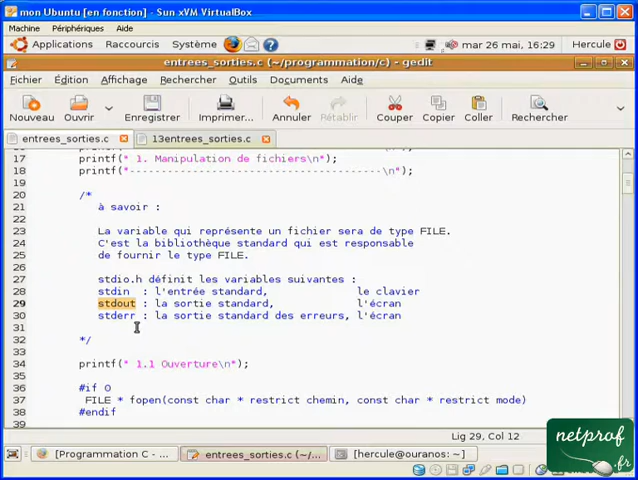 mon Ubuntu [en fonction] - Sun xVM VirtualBox
Machine Périphériques Aide
Applications Raccourcis Système mar 26 mai, 16:29 Hercule
entrees_sorties.c (~/programmation/c) - gedit
Fichier Édition Affichage Rechercher Outils Documents Aide
Nouveau Ouvrir Enregistrer Imprimer... Annuler Rétablir Couper Copier Coller Rechercher
entrees_sorties.c 13entrees_sorties.c
17 printf(" 1. Manipulation de fichiers\n");
18 printf("----------------------------------------\n");
19
20 /*
21 à savoir :
22
23 La variable qui représente un fichier sera de type FILE.
24 C'est la bibliothèque standard qui est responsable
25 de fournir le type FILE.
26
27 stdio.h définit les variables suivantes :
28 stdin : l'entrée standard, le clavier
29 stdout : la sortie standard, l'écran
30 stderr : la sortie standard des erreurs, l'écran
31
32 */
33
34 printf(" 1.1 Ouverture\n");
35
36 #if 0
37 FILE * fopen(const char * restrict chemin, const char * restrict mode)
38 #endif
39
Lig 29, Col 12
[Programmation C - ... entrees_sorties.c (~/... [hercule@ouranos: ~]
netprof
.fr